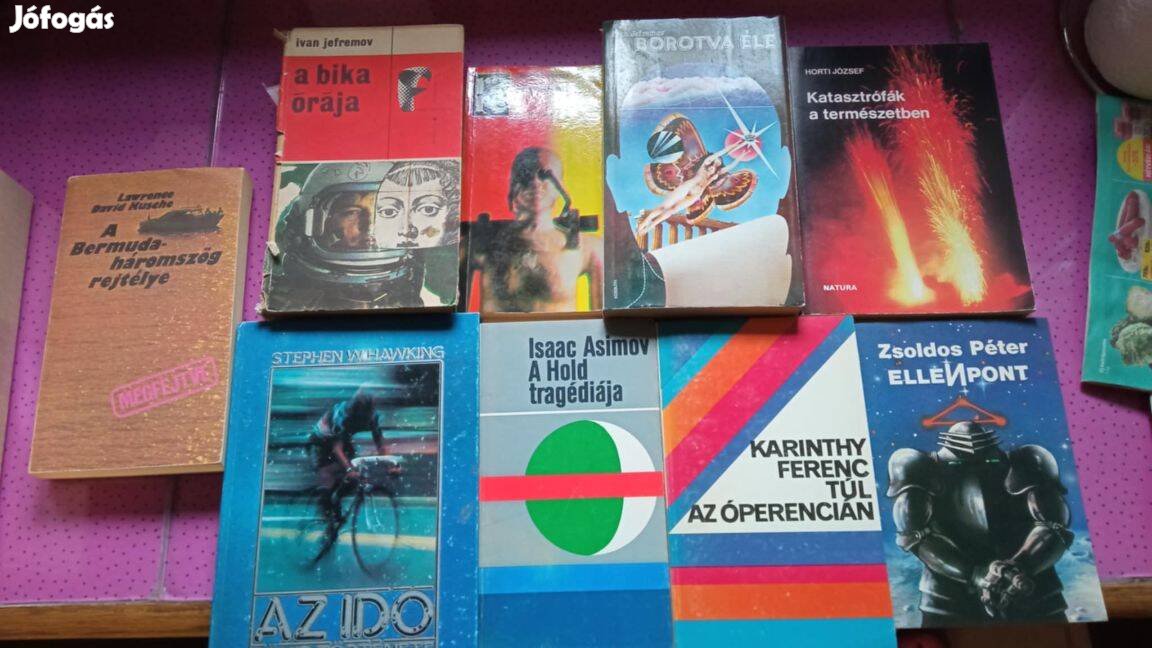 Jófogás
ivan jefremov
a bika
órája
F
Jefremov
A BOROTVA ÉLE
HORTI JÓZSEF
Katasztrófák
a természetben
NATURA
Lawrence
David Kusche
A
Bermuda-
háromszög
rejtélye
MEGFEJTVE
STEPHEN W. HAWKING
AZ IDŐ
Isaac Asimov
A Hold
tragédiája
KARINTHY
FERENC
TÚL
AZ ÓPERENCIÁN
Zsoldos Péter
ELLENPONT